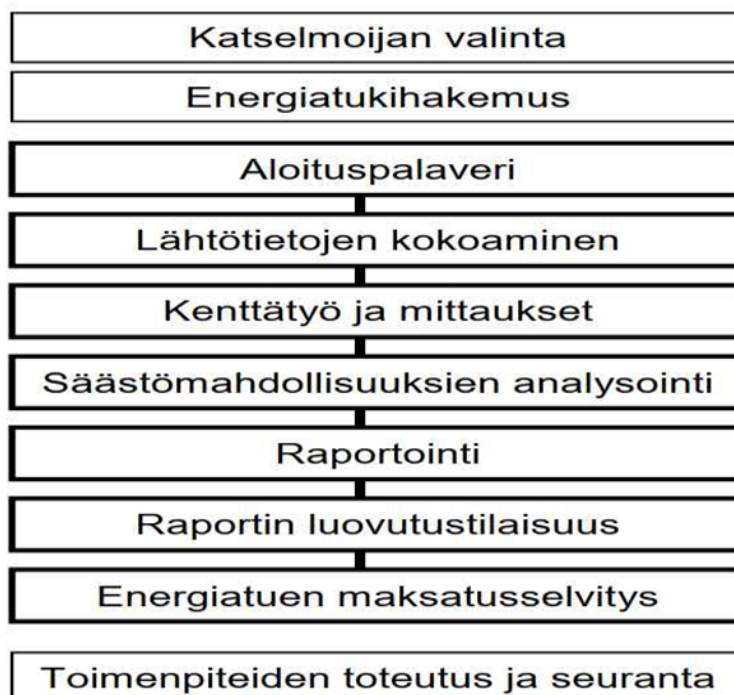 Katselmoijan valinta
Energiatukihakemus
Aloituspalaveri
Lähtötietojen kokoaminen
Kenttätyö ja mittaukset
Säästömahdollisuuksien analysointi
Raportointi
Raportin luovutustilaisuus
Energiatuen maksatusselvitys
Toimenpiteiden toteutus ja seuranta